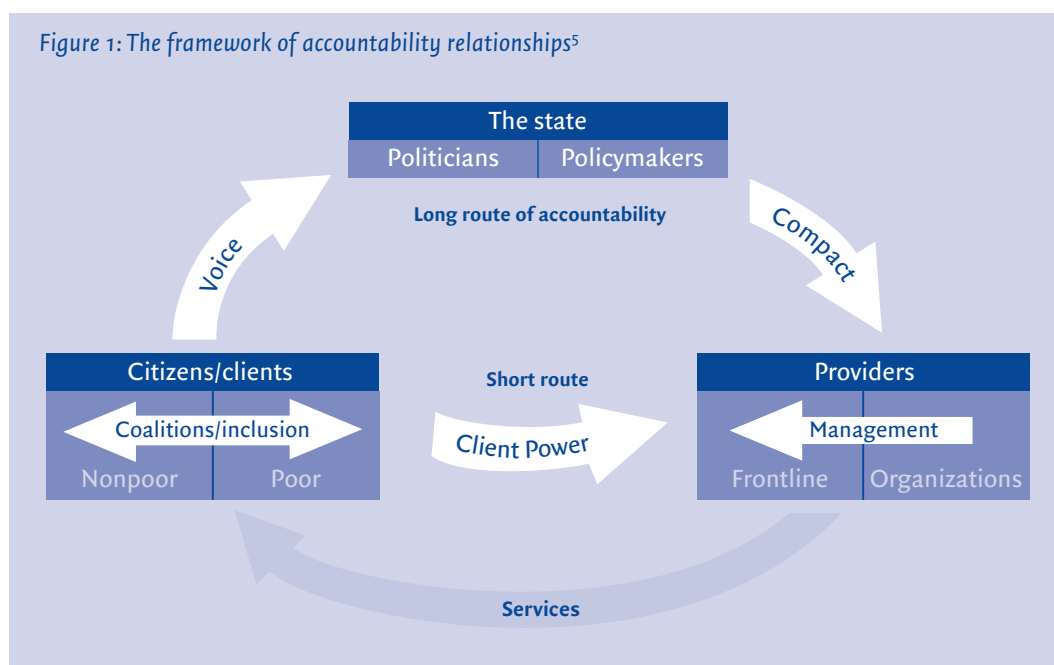 Figure 1: The framework of accountability relationships5
The state
Politicians Policymakers
Long route of accountability
Voice
Compact
Citizens/clients
Coalitions/inclusion
Nonpoor Poor
Short route
Client Power
Providers
Management
Frontline Organizations
Services